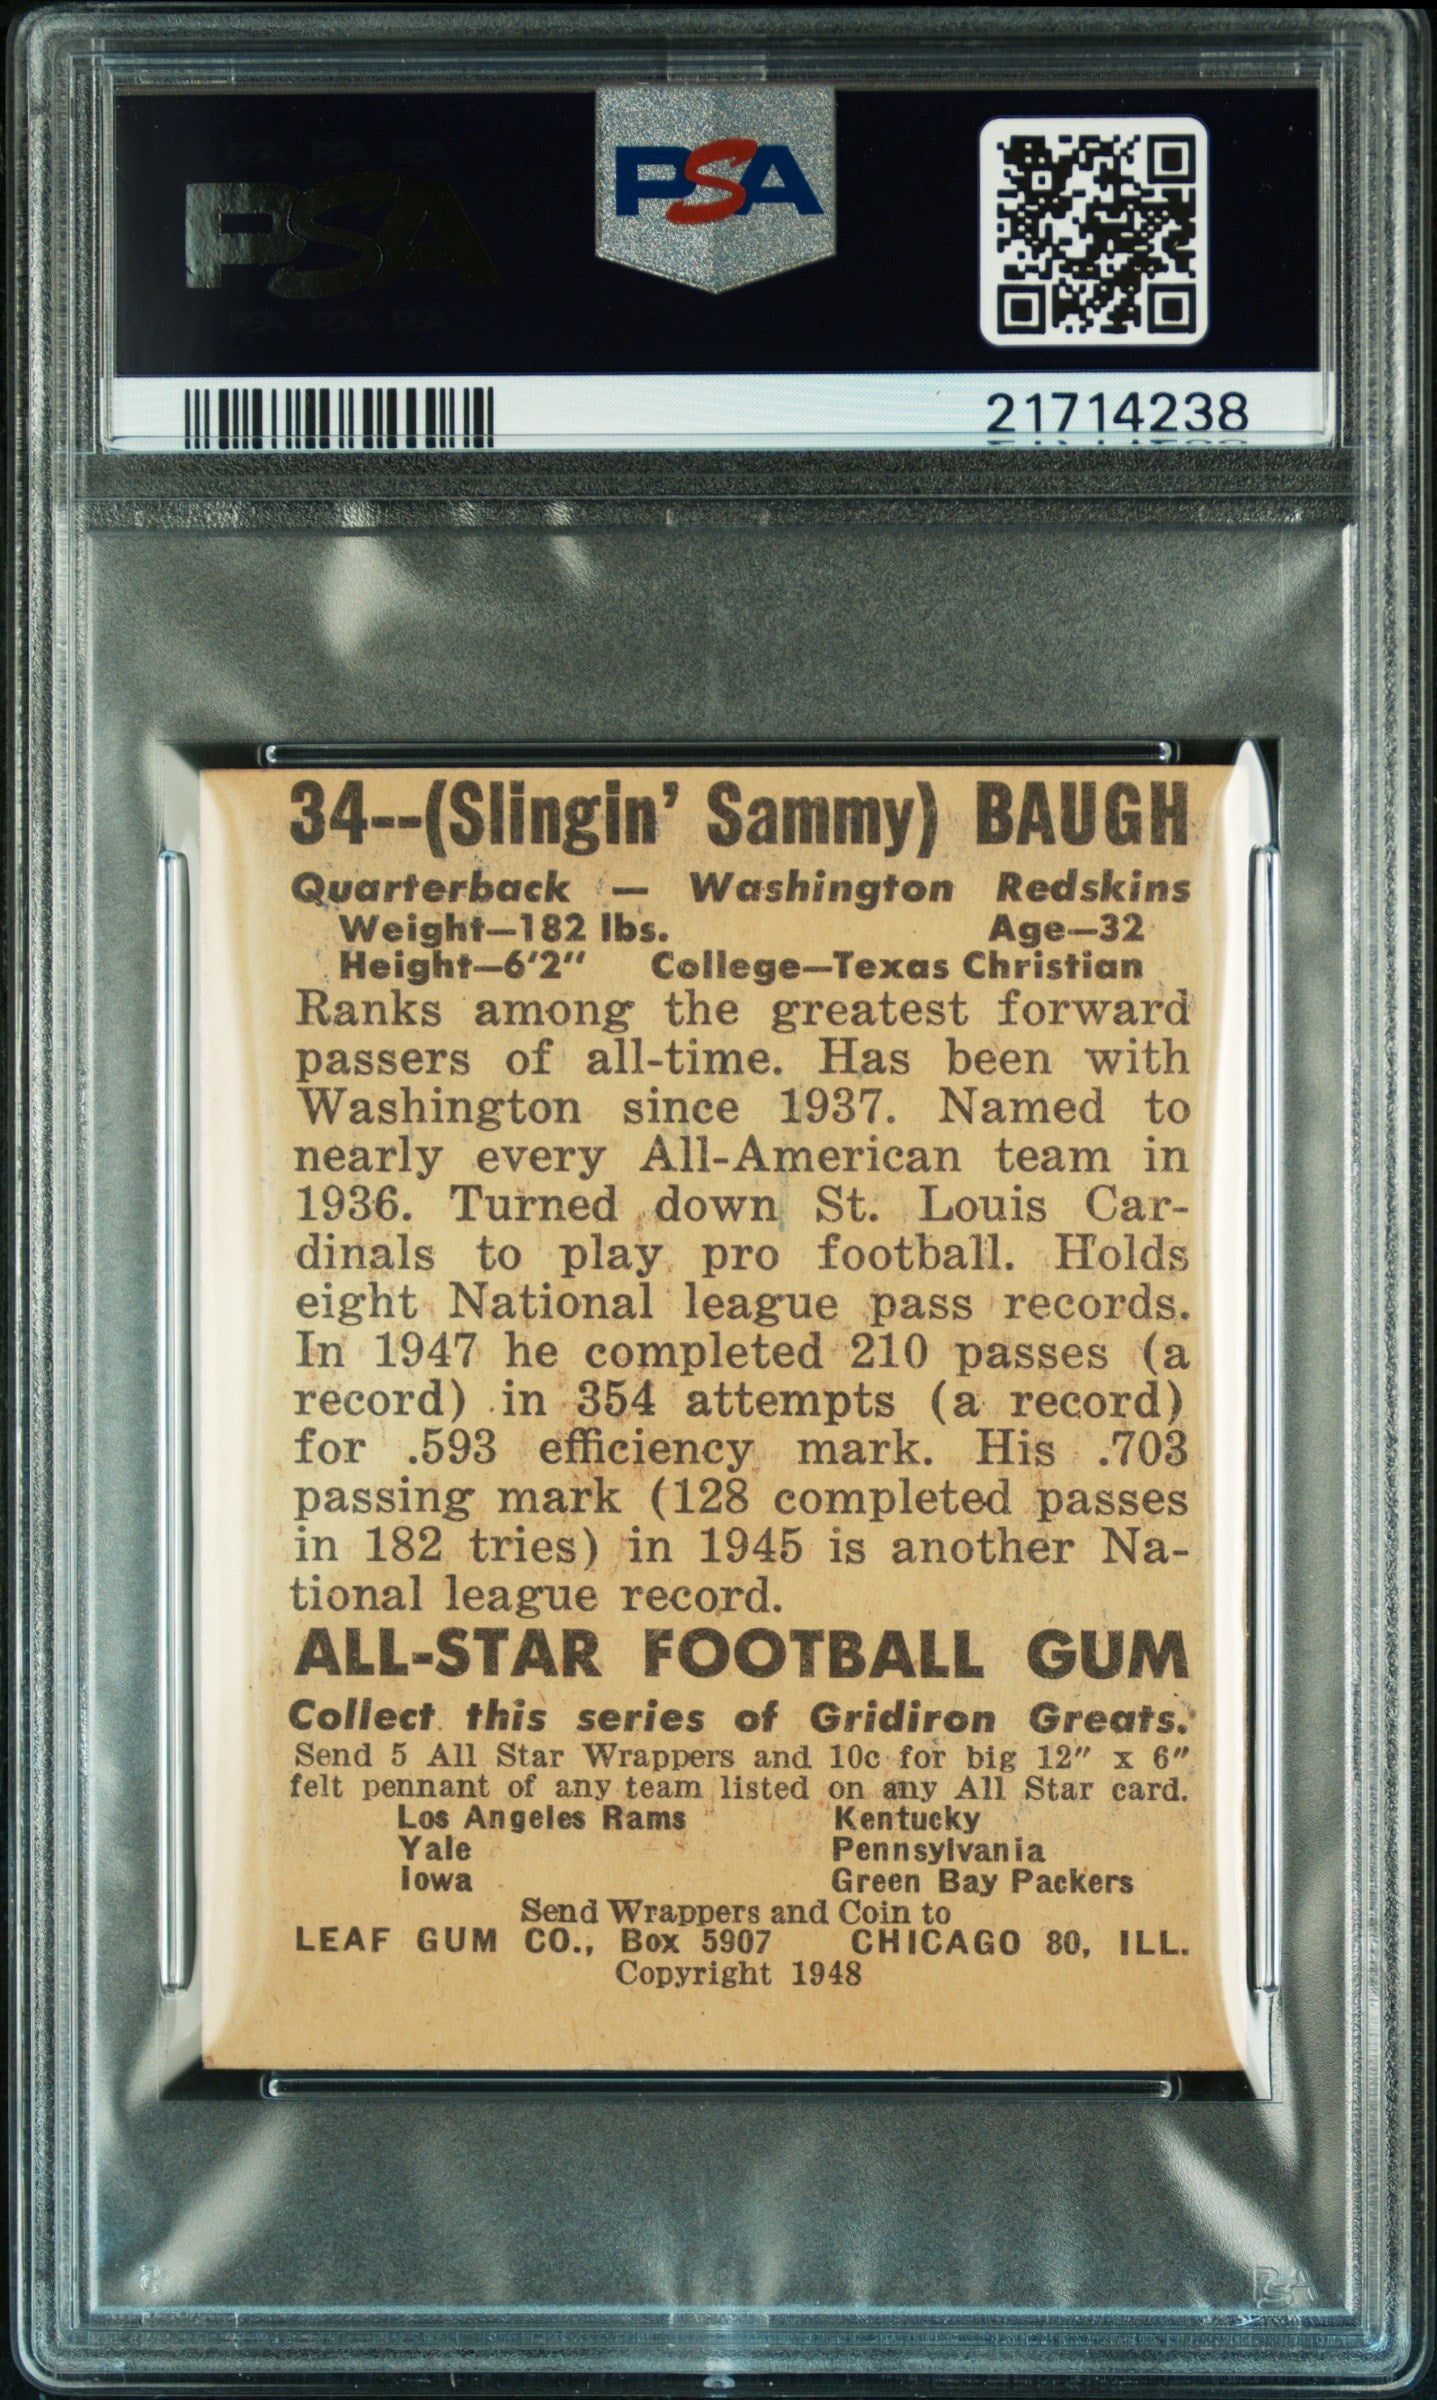 PSA
PSA
21714238
34--(Slingin' Sammy) BAUGH
Quarterback — Washington Redskins
Weight—182 lbs. Age—32
Height—6'2" College—Texas Christian
Ranks among the greatest forward
passers of all-time. Has been with
Washington since 1937. Named to
nearly every All-American team in
1936. Turned down St. Louis Car-
dinals to play pro football. Holds
eight National league pass records.
In 1947 he completed 210 passes (a
record) in 354 attempts (a record)
for .593 efficiency mark. His .703
passing mark (128 completed passes
in 182 tries) in 1945 is another Na-
tional league record.
ALL-STAR FOOTBALL GUM
Collect this series of Gridiron Greats.
Send 5 All Star Wrappers and 10c for big 12" x 6"
felt pennant of any team listed on any All Star card.
Los Angeles Rams Kentucky
Yale Pennsylvania
Iowa Green Bay Packers
Send Wrappers and Coin to
LEAF GUM CO., Box 5907 CHICAGO 80, ILL.
Copyright 1948
PSA